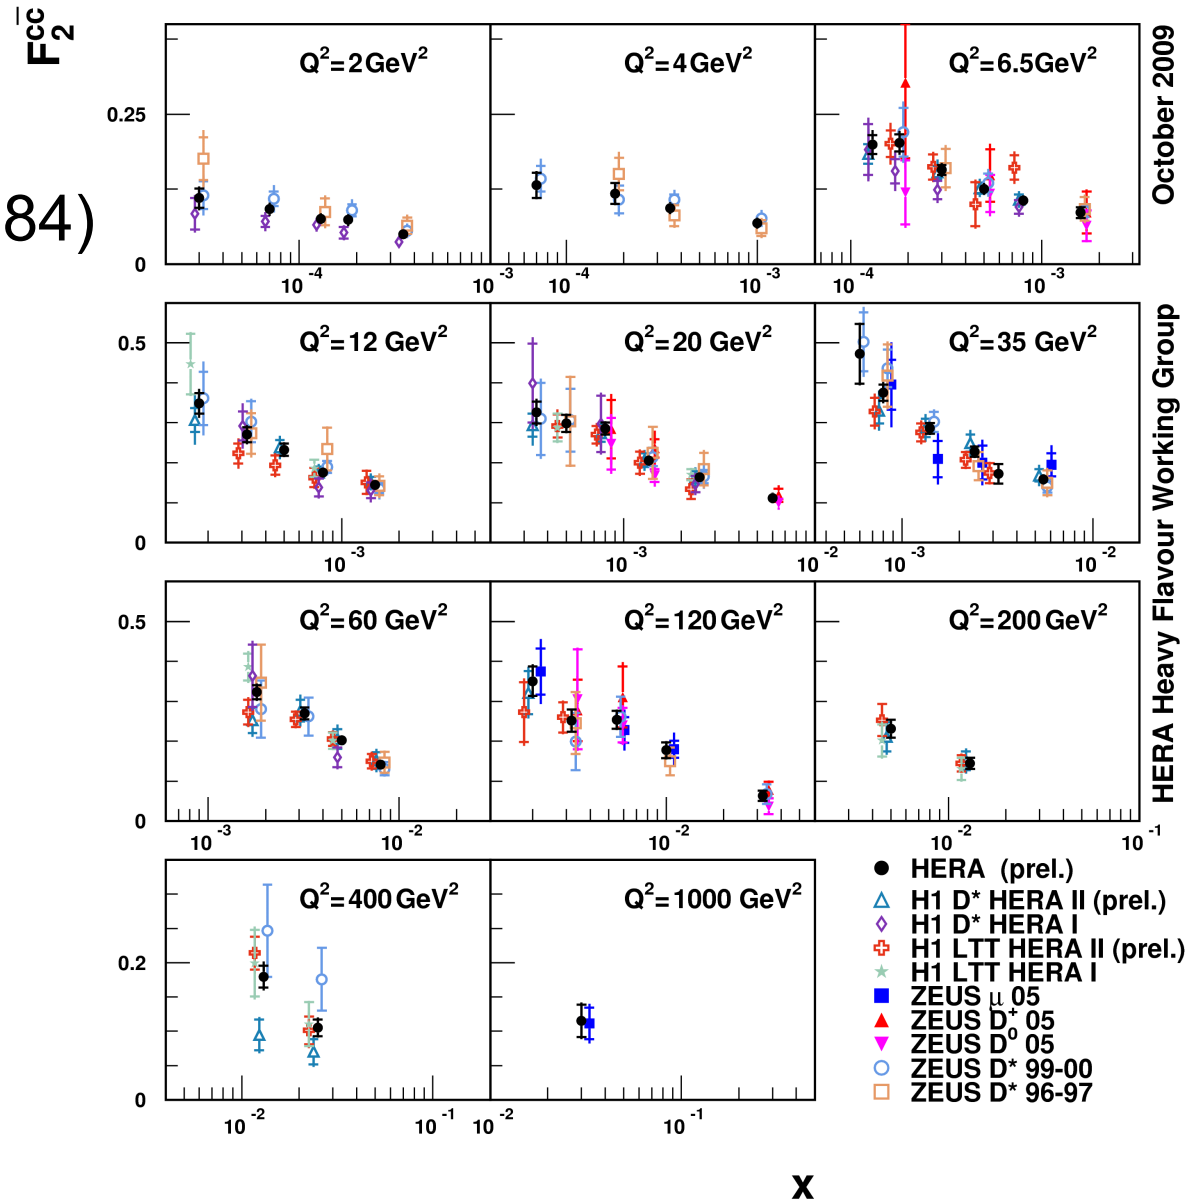 F₂^cc̄
84)
Q²=2GeV²
Q²=4GeV²
Q²=6.5GeV²
0.25
0
10⁻⁴
10⁻³
10⁻⁴
10⁻³
10⁻⁴
10⁻³
Q²=12 GeV²
Q²=20 GeV²
Q²=35 GeV²
0.5
0
10⁻³
10⁻³
10⁻²
10⁻³
10⁻²
Q²=60 GeV²
Q²=120 GeV²
Q²=200 GeV²
0.5
0
10⁻³
10⁻²
10⁻²
10⁻²
10⁻¹
Q²=400 GeV²
Q²=1000 GeV²
0.2
0
10⁻²
10⁻¹
10⁻²
10⁻¹
x
HERA (prel.)
H1 D* HERA II (prel.)
H1 D* HERA I
H1 LTT HERA II (prel.)
H1 LTT HERA I
ZEUS μ 05
ZEUS D⁺ 05
ZEUS D⁰ 05
ZEUS D* 99-00
ZEUS D* 96-97
October 2009
HERA Heavy Flavour Working Group